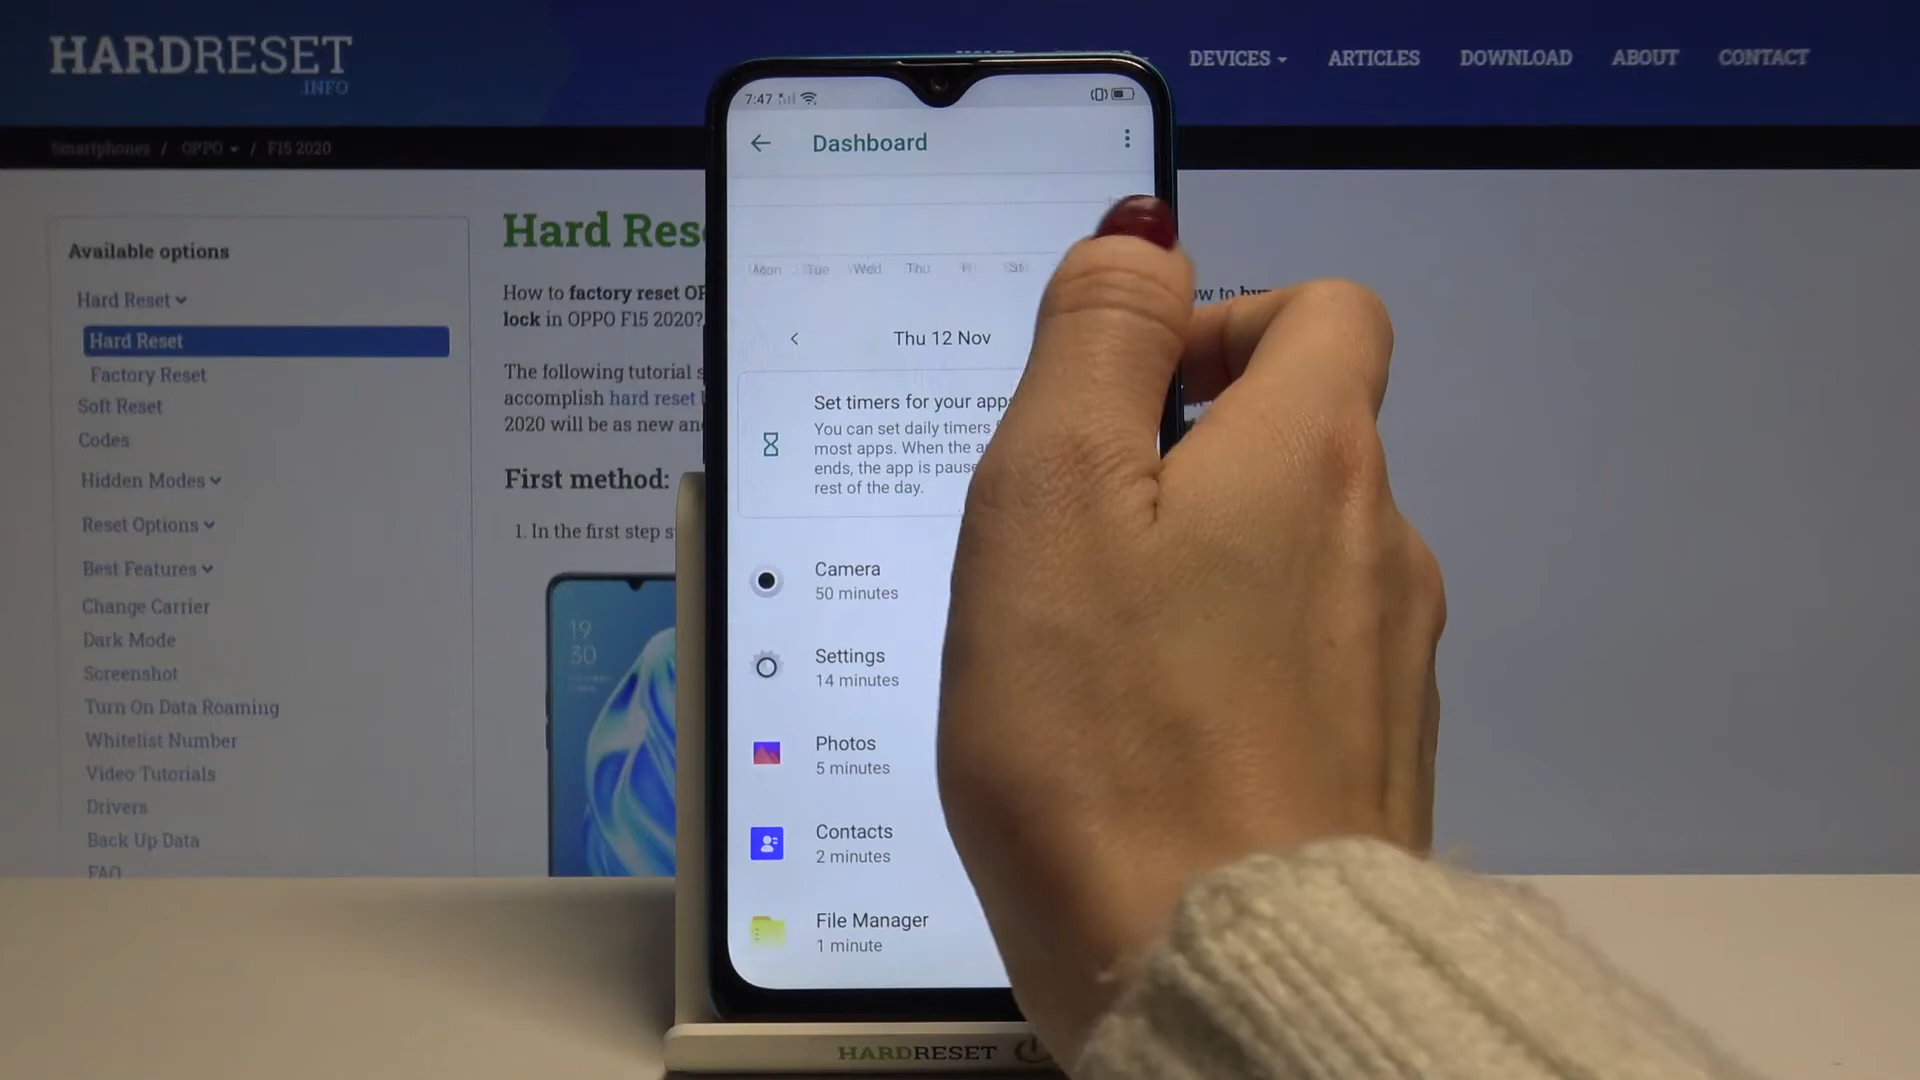 HARDRESET
.INFO
DEVICES
ARTICLES
DOWNLOAD
ABOUT
CONTACT
Smartphones / OPPO / F15 2020
Available options
Hard Reset
Hard Reset
Factory Reset
Soft Reset
Codes
Hidden Modes
Reset Options
Best Features
Change Carrier
Dark Mode
Screenshot
Turn On Data Roaming
Whitelist Number
Video Tutorials
Drivers
Back Up Data
FAQ
Hard
How to factory reset
lock in OPPO F15 2020?
The following tutorial
accomplish hard reset
2020 will be as new
First method:
1. In the first step
19
30
7:47
Dashboard
Mon Tue Wed Thu
Thu 12 Nov
Set timers for your
You can set daily timers
most apps. When the
ends, the app is
rest of the day.
Camera
50 minutes
Settings
14 minutes
Photos
5 minutes
Contacts
2 minutes
File Manager
1 minute
to
HARDRESET